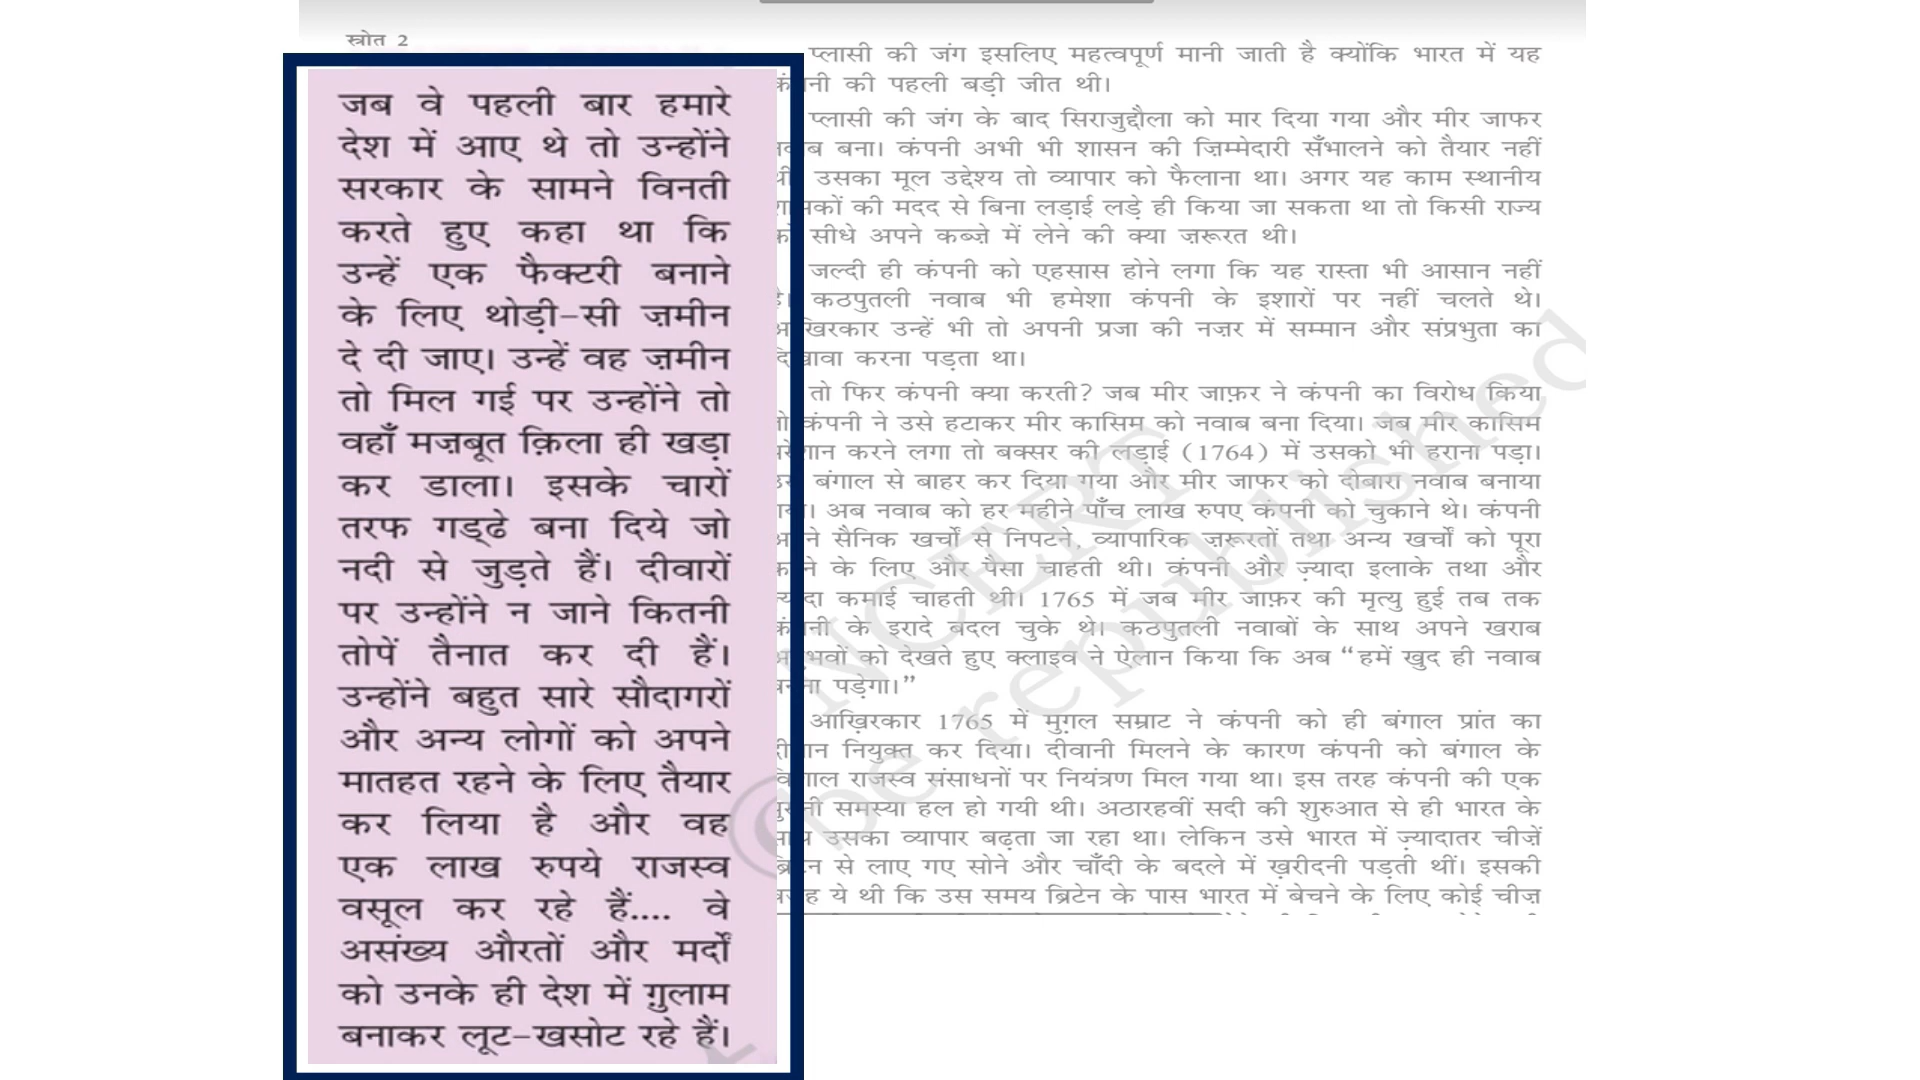 स्त्रोत 2
जब वे पहली बार हमारे
देश में आए थे तो उन्होंने
सरकार के सामने विनती
करते हुए कहा था कि
उन्हें एक फैक्टरी बनाने
के लिए थोड़ी–सी ज़मीन
दे दी जाए। उन्हें वह ज़मीन
तो मिल गई पर उन्होंने तो
वहाँ मज़बूत क़िला ही खड़ा
कर डाला। इसके चारों
तरफ गड्ढे बना दिये जो
नदी से जुड़ते हैं। दीवारों
पर उन्होंने न जाने कितनी
तोपें तैनात कर दी हैं।
उन्होंने बहुत सारे सौदागरों
और अन्य लोगों को अपने
मातहत रहने के लिए तैयार
कर लिया है और वह
एक लाख रुपये राजस्व
वसूल कर रहे हैं.... वे
असंख्य औरतों और मर्दों
को उनके ही देश में ग़ुलाम
बनाकर लूट–खसोट रहे हैं।
प्लासी की जंग इसलिए महत्वपूर्ण मानी जाती है क्योंकि भारत में यह
की पहली बड़ी जीत थी।
प्लासी की जंग के बाद सिराजुद्दौला को मार दिया गया और मीर जाफर
बना। कंपनी अभी भी शासन की ज़िम्मेदारी सँभालने को तैयार नहीं
उसका मूल उद्देश्य तो व्यापार को फैलाना था। अगर यह काम स्थानीय
की मदद से बिना लड़ाई लड़े ही किया जा सकता था तो किसी राज्य
सीधे अपने कब्ज़े में लेने की क्या ज़रूरत थी।
जल्दी ही कंपनी को एहसास होने लगा कि यह रास्ता भी आसान नहीं
कठपुतली नवाब भी हमेशा कंपनी के इशारों पर नहीं चलते थे।
उन्हें भी तो अपनी प्रजा की नज़र में सम्मान और संप्रभुता का
करना पड़ता था।
तो फिर कंपनी क्या करती? जब मीर जाफ़र ने कंपनी का विरोध किया
कंपनी ने उसे हटाकर मीर कासिम को नवाब बना दिया। जब मीर कासिम
करने लगा तो बक्सर की लड़ाई (1764) में उसको भी हराना पड़ा।
बंगाल से बाहर कर दिया गया और मीर जाफर को दोबारा नवाब बनाया
अब नवाब को हर महीने पाँच लाख रुपए कंपनी को चुकाने थे। कंपनी
सैनिक खर्चों से निपटने, व्यापारिक ज़रूरतों तथा अन्य खर्चों को पूरा
के लिए और पैसा चाहती थी। कंपनी और ज़्यादा इलाके तथा और
कमाई चाहती थी। 1765 में जब मीर जाफ़र की मृत्यु हुई तब तक
के इरादे बदल चुके थे। कठपुतली नवाबों के साथ अपने खराब
को देखते हुए क्लाइव ने ऐलान किया कि अब “हमें खुद ही नवाब
पड़ेगा।”
आख़िरकार 1765 में मुग़ल सम्राट ने कंपनी को ही बंगाल प्रांत का
नियुक्त कर दिया। दीवानी मिलने के कारण कंपनी को बंगाल के
राजस्व संसाधनों पर नियंत्रण मिल गया था। इस तरह कंपनी की एक
समस्या हल हो गयी थी। अठारहवीं सदी की शुरुआत से ही भारत के
उसका व्यापार बढ़ता जा रहा था। लेकिन उसे भारत में ज़्यादातर चीज़ें
से लाए गए सोने और चाँदी के बदले में ख़रीदनी पड़ती थीं। इसकी
ये थी कि उस समय ब्रिटेन के पास भारत में बेचने के लिए कोई चीज़
NCERT
be republished